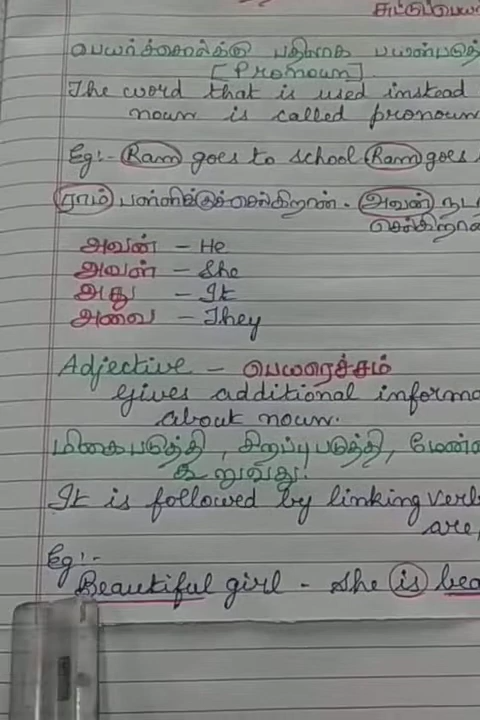 சுட்டுப்பெயர்
பெயர்ச்சொல்க்கு பதிலாக பயன்படுத்
[Pronoun]
The word that is used instead
noun is called pronoun
Eg:- Ram goes to school Ram goes
ராம் பள்ளிக்குச்செல்கிறான். அவன் நட
செல்கிறான்
அவன் - He
அவள் - She
அது - It
அவை - They
Adjective - பெயரைச்சம்
gives additional informa
about noun.
மிகைபடுத்தி, சிறப்புபடுத்தி, மேன்
கூறுவது.
It is followed by linking verb
are,
Eg:-
Beautiful girl - She is bea